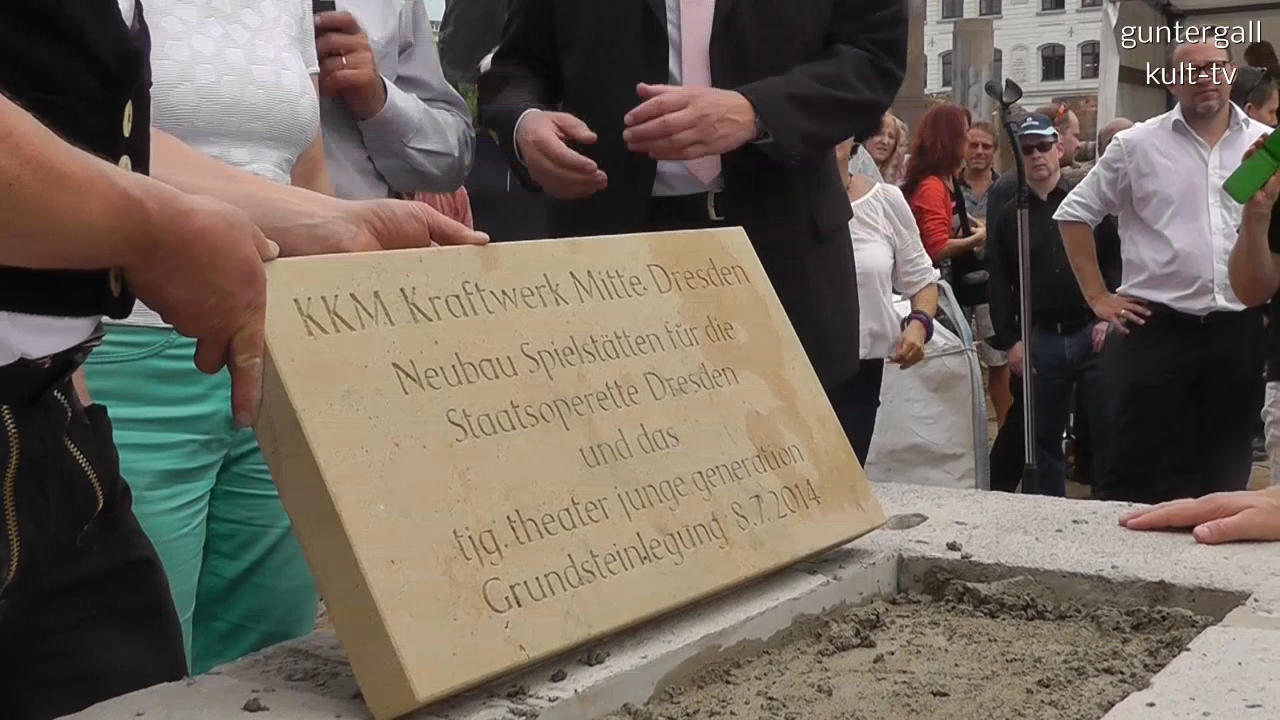 guntergall
kult-tv
KKM Kraftwerk Mitte Dresden
Neubau Spielstätten für die
Staatsoperette Dresden
und das
tjg. theater junge generation
Grundsteinlegung 8.7.2014